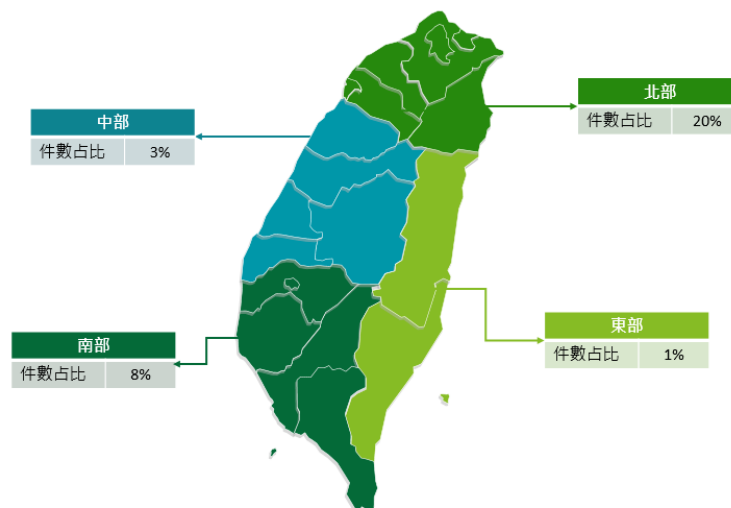 北部
件數占比 20%
中部
件數占比 3%
東部
件數占比 1%
南部
件數占比 8%